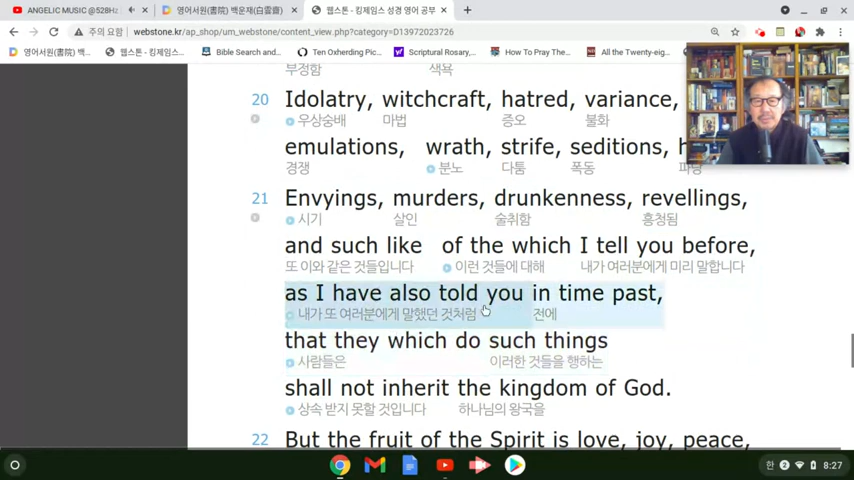 ANGELIC MUSIC @528Hz
영어서원(書院) 백운재(白雲齋)
웹스톤 - 킹제임스 성경 영어 공부
주의 요함
webstone.kr/ap_shop/um_webstone/content_view.php?category=D13972023726
영어서원(書院) 백...
웹스톤 - 킹제임스...
Bible Search and...
Ten Oxherding Pic...
Scriptural Rosary,...
How To Pray The...
All the Twenty-eig...
부정함 색욕
20 Idolatry, witchcraft, hatred, variance,
우상숭배 마법 증오 불화
emulations, wrath, strife, seditions,
경쟁 분노 다툼 폭동
21 Envyings, murders, drunkenness, revellings,
시기 살인 술취함 흥청됨
and such like of the which I tell you before,
또 이와 같은 것들입니다 이런 것들에 대해 내가 여러분에게 미리 말합니다
as I have also told you in time past,
내가 또 여러분에게 말했던 것처럼 전에
that they which do such things
사람들은 이러한 것들을 행하는
shall not inherit the kingdom of God.
상속 받지 못할 것입니다 하나님의 왕국을
22 But the fruit of the Spirit is love, joy, peace,
한 2 8:27